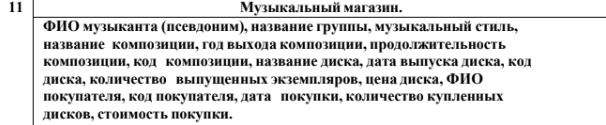 11 Музыкальный магазин.
ФИО музыканта (псевдоним), название группы, музыкальный стиль,
название композиции, год выхода композиции, продолжительность
композиции, код композиции, название диска, дата выпуска диска, код
диска, количество выпущенных экземпляров, цена диска, ФИО
покупателя, код покупателя, дата покупки, количество купленных
дисков, стоимость покупки.